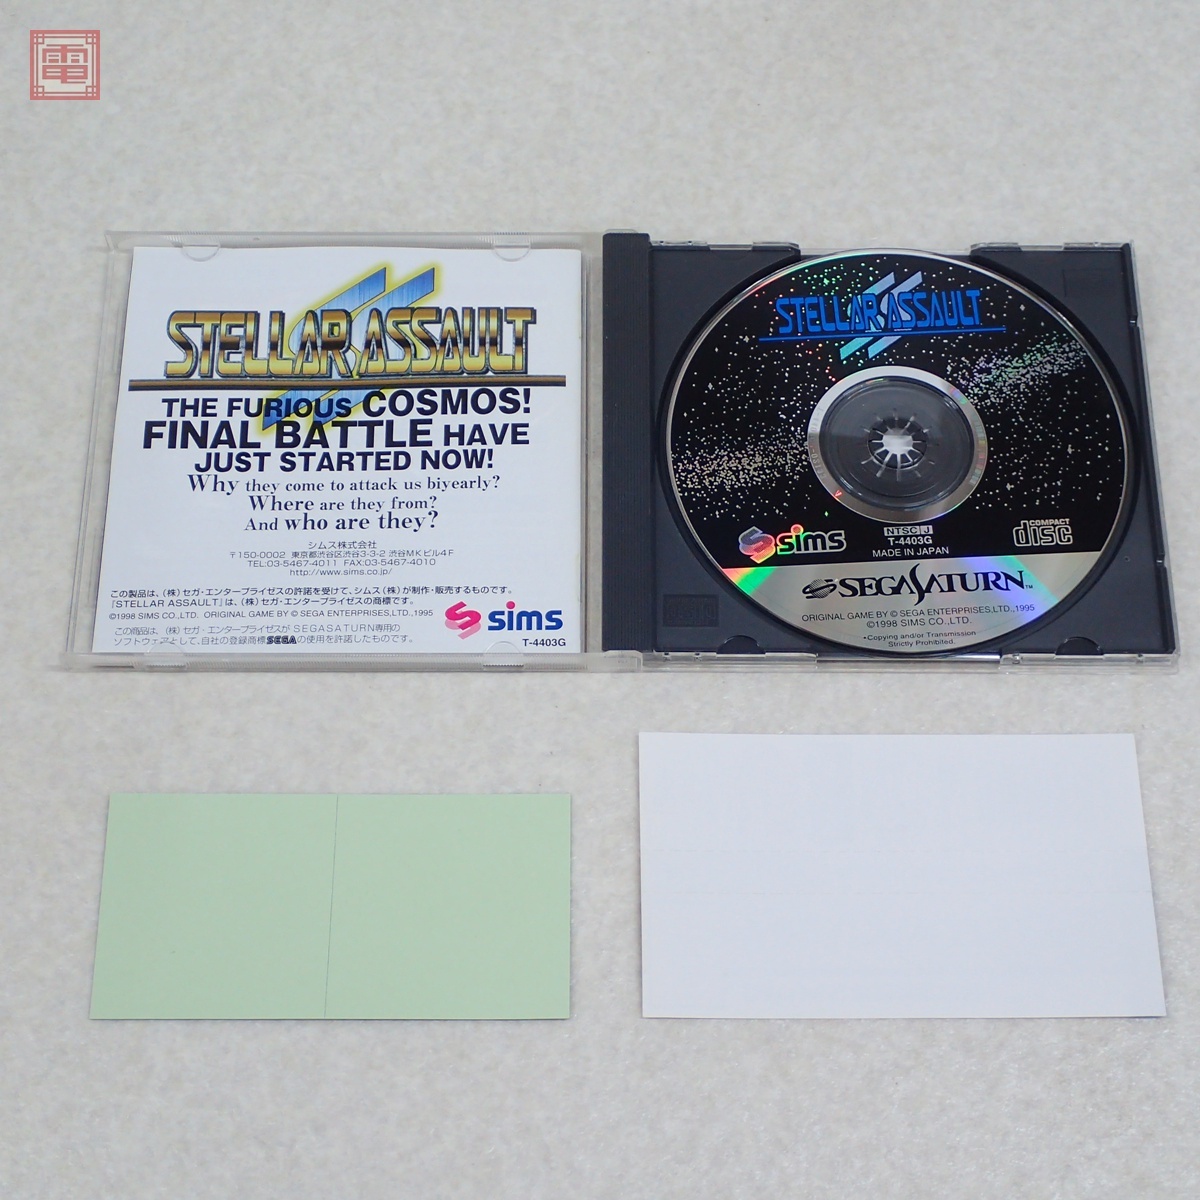 STELLAR ASSAULT
THE FURIOUS COSMOS!
FINAL BATTLE HAVE
JUST STARTED NOW!
Why they come to attack us biyearly?
Where are they from?
And who are they?
シムス株式会社
〒150-0002 東京都渋谷区渋谷3-3-2 渋谷MKビル4F
TEL:03-5467-4011 FAX:03-5467-4010
http://www.sims.co.jp/
この製品は、(株)セガ・エンタープライゼスの許諾を受けて、シムス(株)が制作・販売するものです。
『STELLAR ASSAULT』は、(株)セガ・エンタープライゼスの商標です。
©1998 SIMS CO.,LTD. ORIGINAL GAME BY © SEGA ENTERPRISES,LTD.,1995
この商品は、(株)セガ・エンタープライゼスが SEGASATURN専用の
ソフトウェアとして、自社の登録商標SEGAの使用を許諾したものです。
sims
T-4403G
STELLAR ASSAULT
sims
NTSC J
T-4403G
MADE IN JAPAN
COMPACT
disc
SEGA SATURN™
ORIGINAL GAME BY © SEGA ENTERPRISES,LTD.,1995
©1998 SIMS CO.,LTD.
•Copying and/or Transmission
Strictly Prohibited.
電